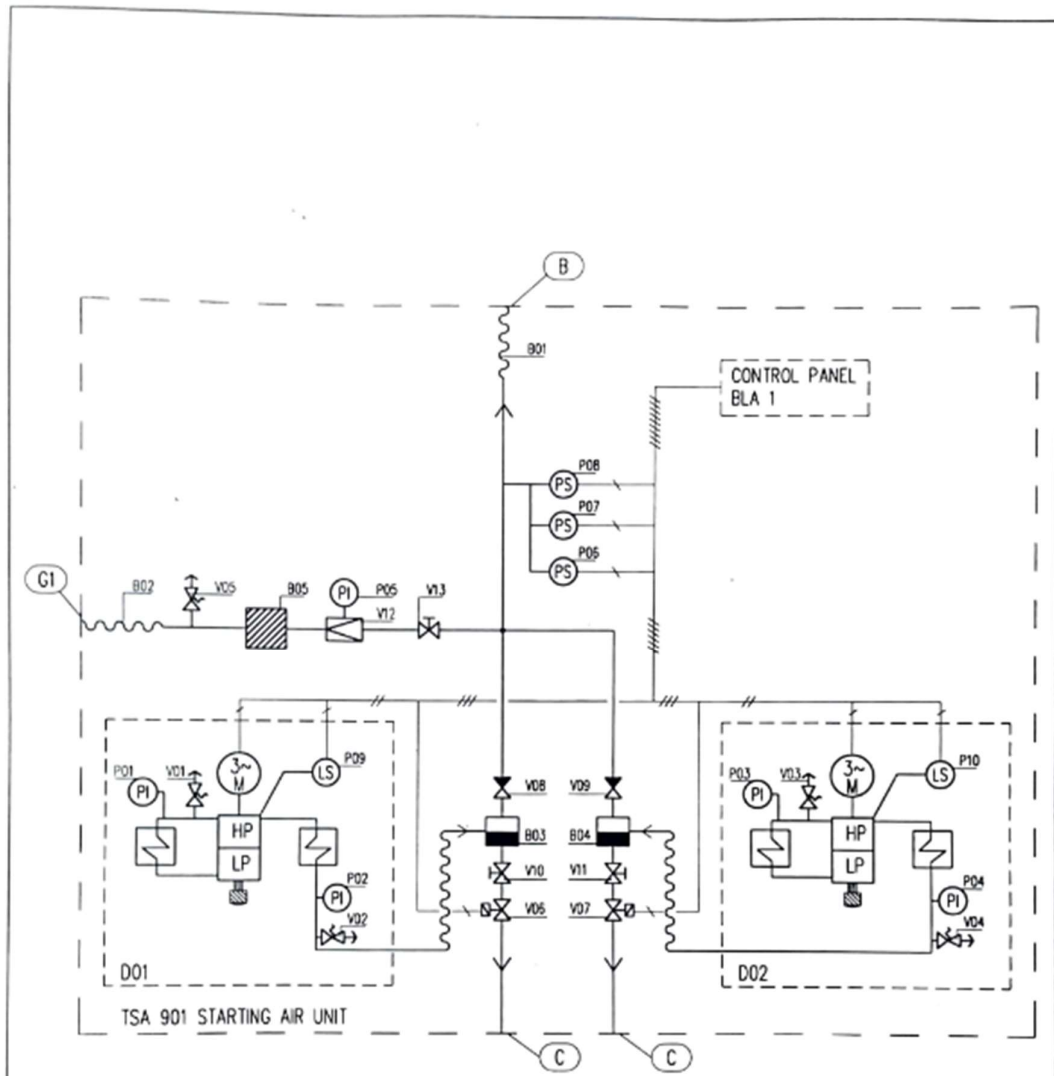 B
B01
CONTROL PANEL
BLA 1
P08
PS
P07
PS
P06
PS
G1
B02
V05
B05
PI
P05
V12
V13
P01
PI
V01
3~
M
LS
P09
HP
LP
P02
PI
V02
D01
V08
V09
B03
B04
V10
V11
V06
V07
P03
PI
V03
3~
M
LS
P10
HP
LP
P04
PI
V04
D02
TSA 901 STARTING AIR UNIT
C
C